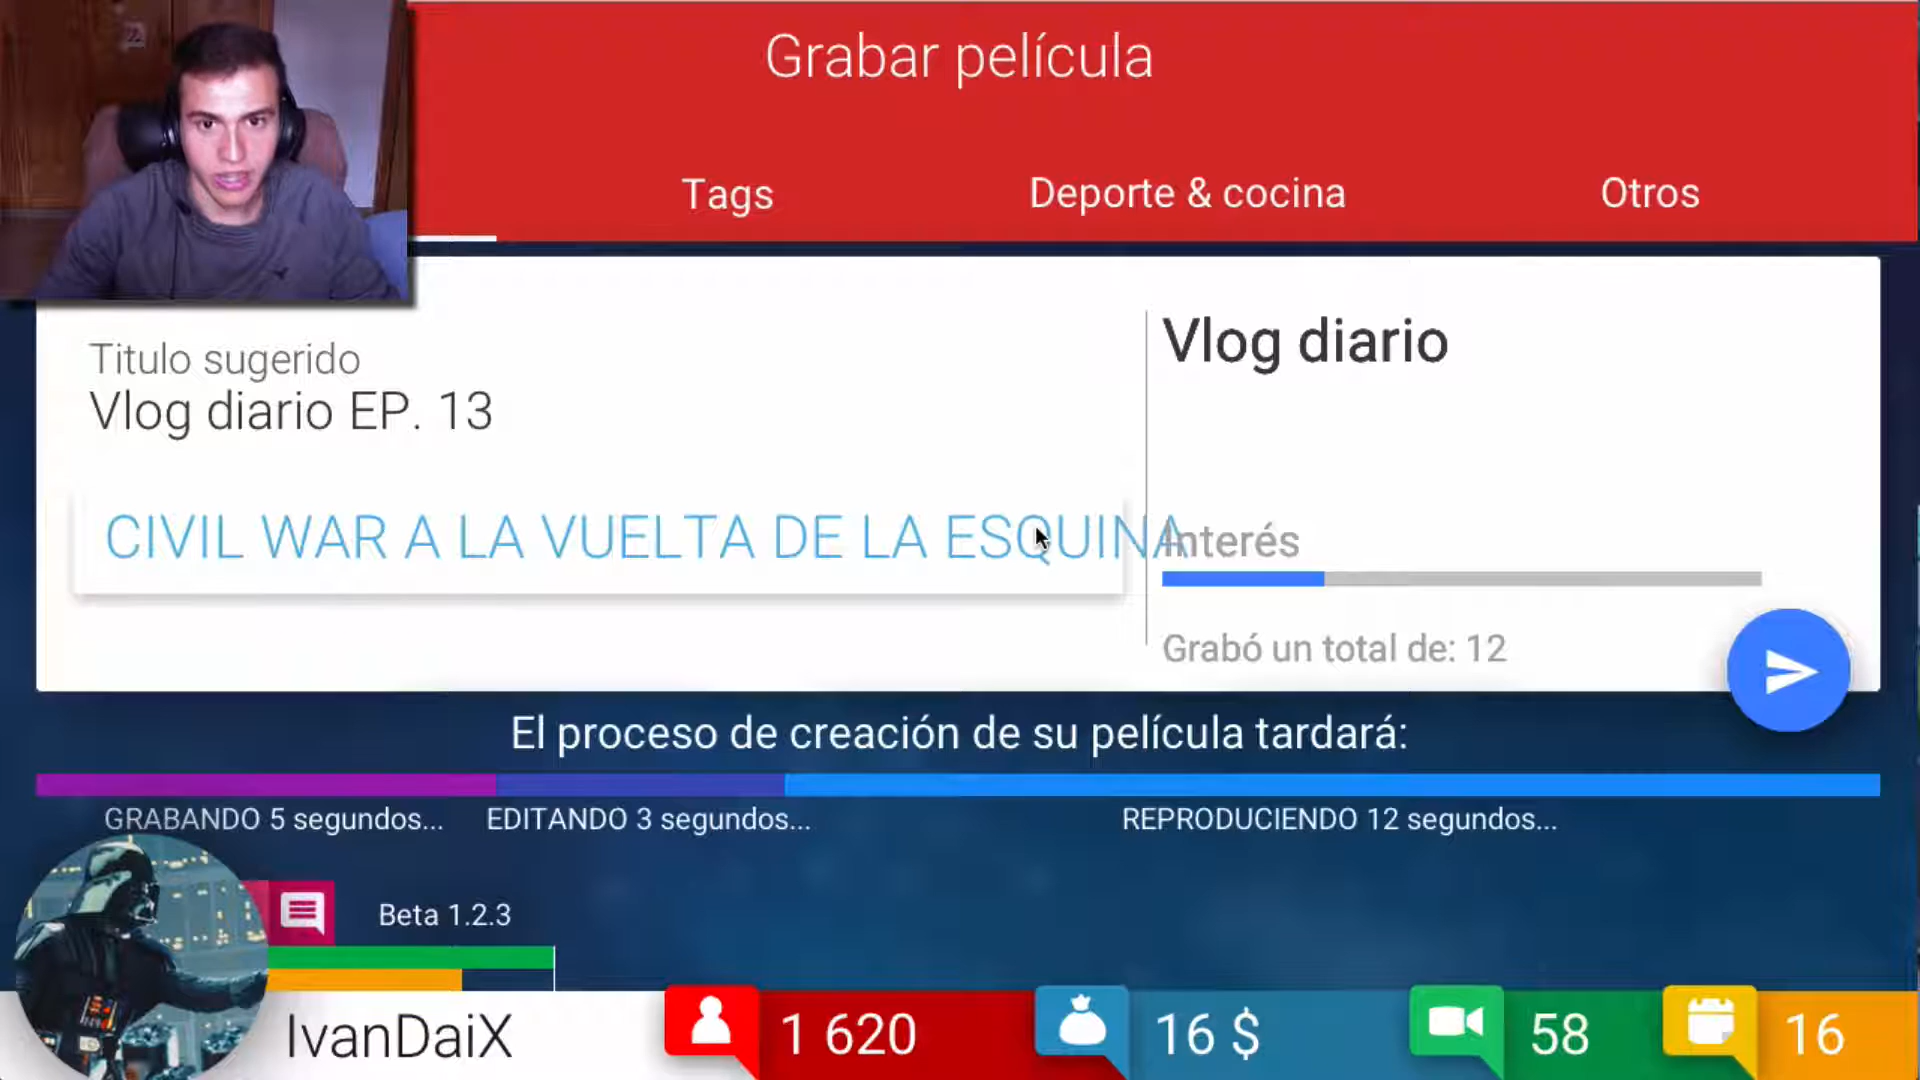 Grabar película
Tags
Deporte & cocina
Otros
Titulo sugerido
Vlog diario EP. 13
CIVIL WAR A LA VUELTA DE LA ESQUINA
Vlog diario
Interés
Grabó un total de: 12
El proceso de creación de su película tardará:
GRABANDO 5 segundos...
EDITANDO 3 segundos...
REPRODUCIENDO 12 segundos...
Beta 1.2.3
IvanDaiX
1 620
16 $
58
16